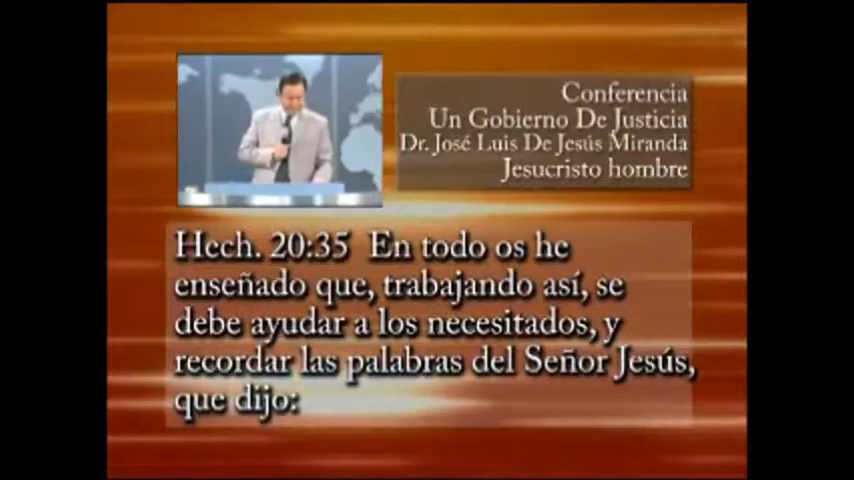 Conferencia
Un Gobierno De Justicia
Dr. José Luis De Jesús Miranda
Jesucristo hombre
Hech. 20:35 En todo os he
enseñado que, trabajando así, se
debe ayudar a los necesitados, y
recordar las palabras del Señor Jesús,
que dijo: